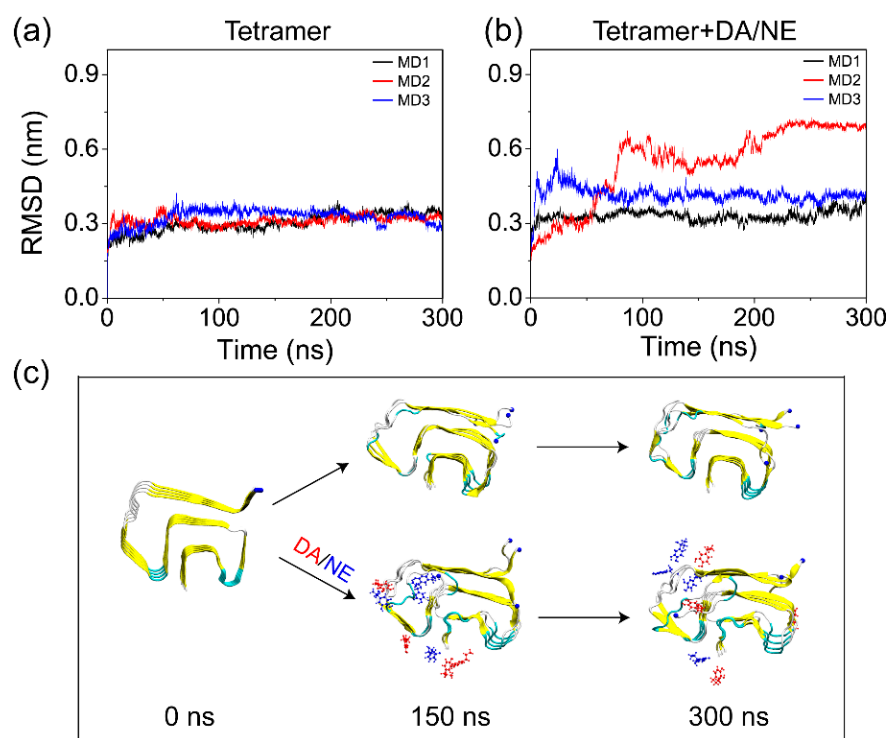 (a) Tetramer
MD1
MD2
MD3
RMSD (nm)
0.9
0.6
0.3
0.0
0 100 200 300
Time (ns)
(b) Tetramer+DA/NE
MD1
MD2
MD3
0.9
0.6
0.3
0.0
0 100 200 300
Time (ns)
(c)
DA/NE
0 ns 150 ns 300 ns